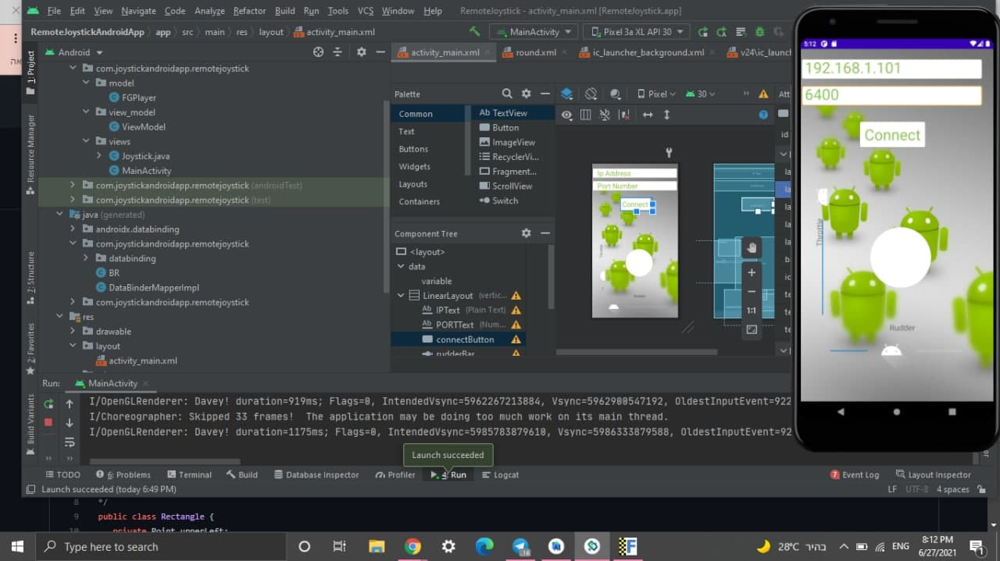 File Edit View Navigate Code Analyze Refactor Build Run Tools VCS Window Help RemoteJoystick - activity_main.xml [RemoteJoystick.app]
RemoteJoystickAndroidApp app src main res layout activity_main.xml MainActivity Pixel 3a XL API 30
Android
activity_main.xml round.xml ic_launcher_background.xml v24\ic_launc
1: Project
Resource Manager
Z: Structure
2: Favorites
Build Variants
com.joystickandroidapp.remotejoystick
model
FGPlayer
view_model
ViewModel
views
Joystick.java
MainActivity
com.joystickandroidapp.remotejoystick (androidTest)
com.joystickandroidapp.remotejoystick (test)
java (generated)
androidx.databinding
com.joystickandroidapp.remotejoystick
databinding
BR
DataBinderMapperImpl
com.joystickandroidapp.remotejoystick
res
drawable
layout
activity_main.xml
Palette
Common
Text
Buttons
Widgets
Layouts
Containers
Ab TextView
Button
ImageView
RecyclerVi...
Fragment...
ScrollView
Switch
Component Tree
<layout>
data
variable
LinearLayout (vertic...
Ab IPText (Plain Text)
Ab PORTText (Num...
connectButton
rudderBar
Pixel 30
Att
id
Ip Address
Port Number
Connect
Throttle
Rudder
1:1
Run: MainActivity
I/OpenGLRenderer: Davey! duration=919ms; Flags=0, IntendedVsync=5962267213884, Vsync=5962900547192, OldestInputEvent=922
I/Choreographer: Skipped 33 frames!  The application may be doing too much work on its main thread.
I/OpenGLRenderer: Davey! duration=1175ms; Flags=0, IntendedVsync=5985783879610, Vsync=5986333879588, OldestInputEvent=92
Launch succeeded
TODO 6: Problems Terminal Build Database Inspector Profiler 4: Run Logcat 7 Event Log Layout Inspector
Launch succeeded (today 6:49 PM) LF UTF-8 4 spaces
8 */
9 public class Rectangle {
10 private Point upperLeft;
5:12
192.168.1.101
6400
Connect
Throttle
Rudder
Type here to search
28°C בהיר ENG 8:12 PM
6/27/2021